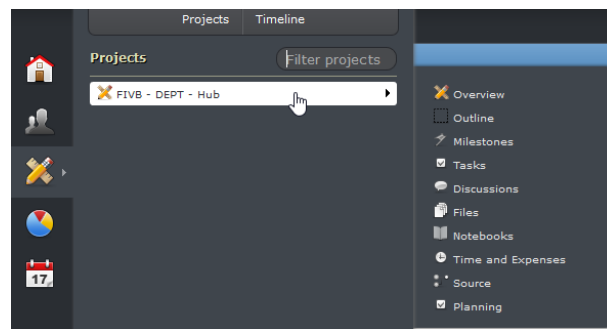 Projects Timeline
Projects
Filter projects
FIVB - DEPT - Hub
Overview
Outline
Milestones
Tasks
Discussions
Files
Notebooks
Time and Expenses
Source
Planning
17